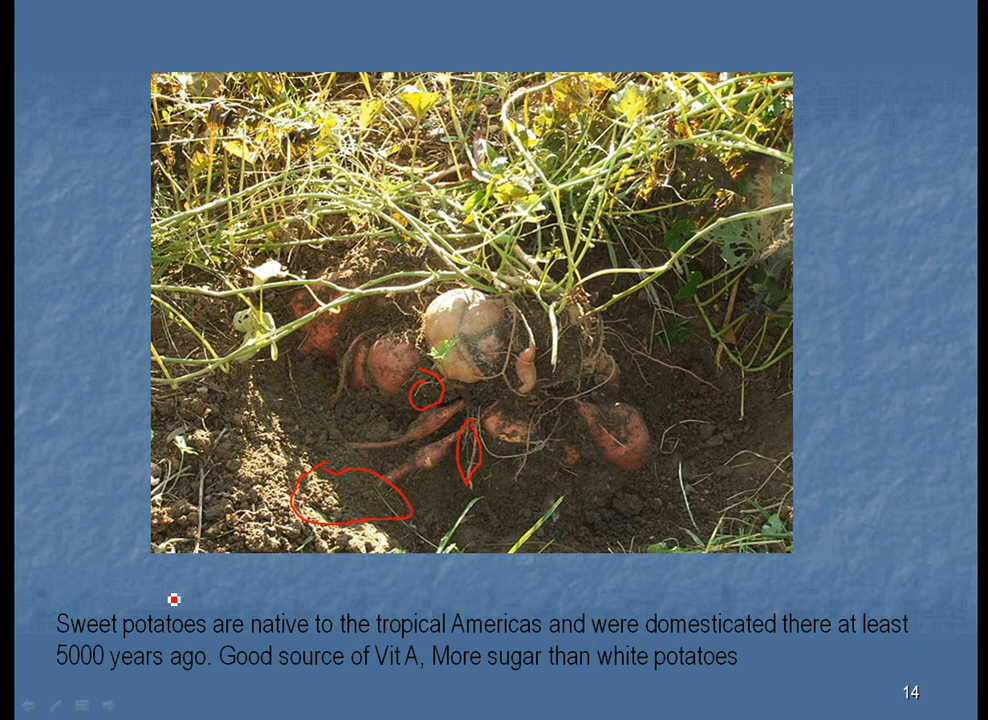 Sweet potatoes are native to the tropical Americas and were domesticated there at least
5000 years ago. Good source of Vit A, More sugar than white potatoes
14